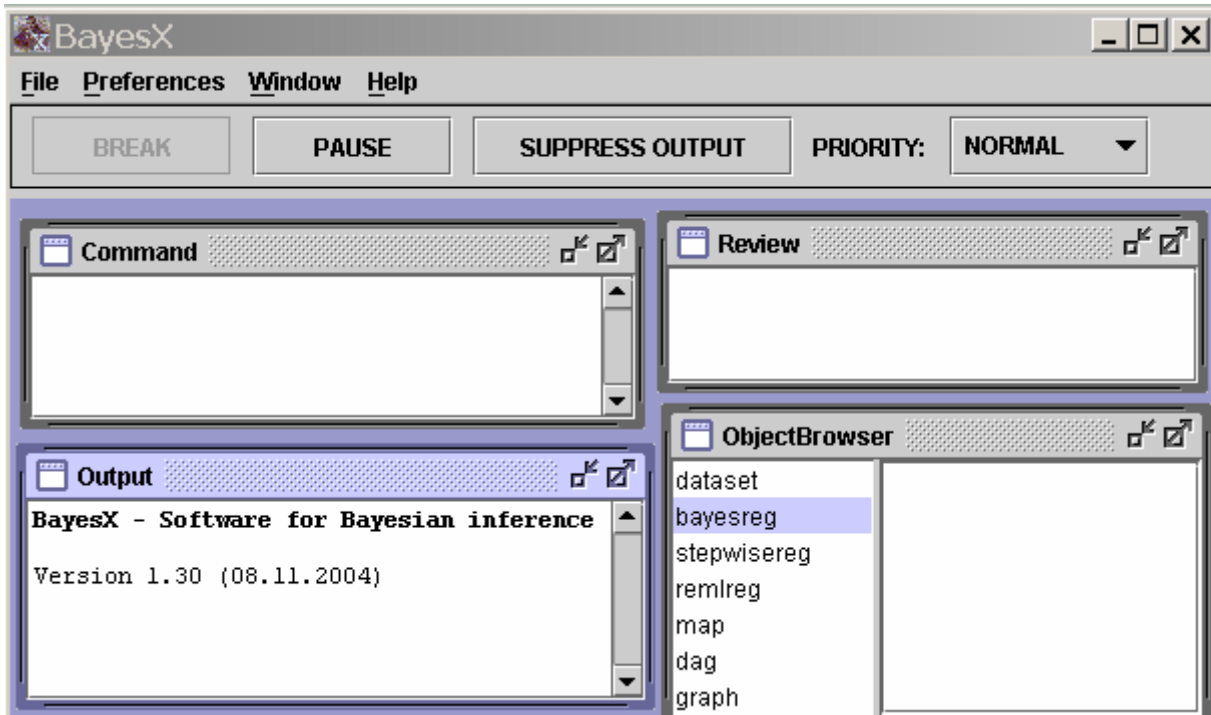 BayesX
File Preferences Window Help
BREAK PAUSE SUPPRESS OUTPUT PRIORITY: NORMAL
Command
Review
Output
BayesX - Software for Bayesian inference
Version 1.30 (08.11.2004)
ObjectBrowser
dataset
bayesreg
stepwisereg
remlreg
map
dag
graph